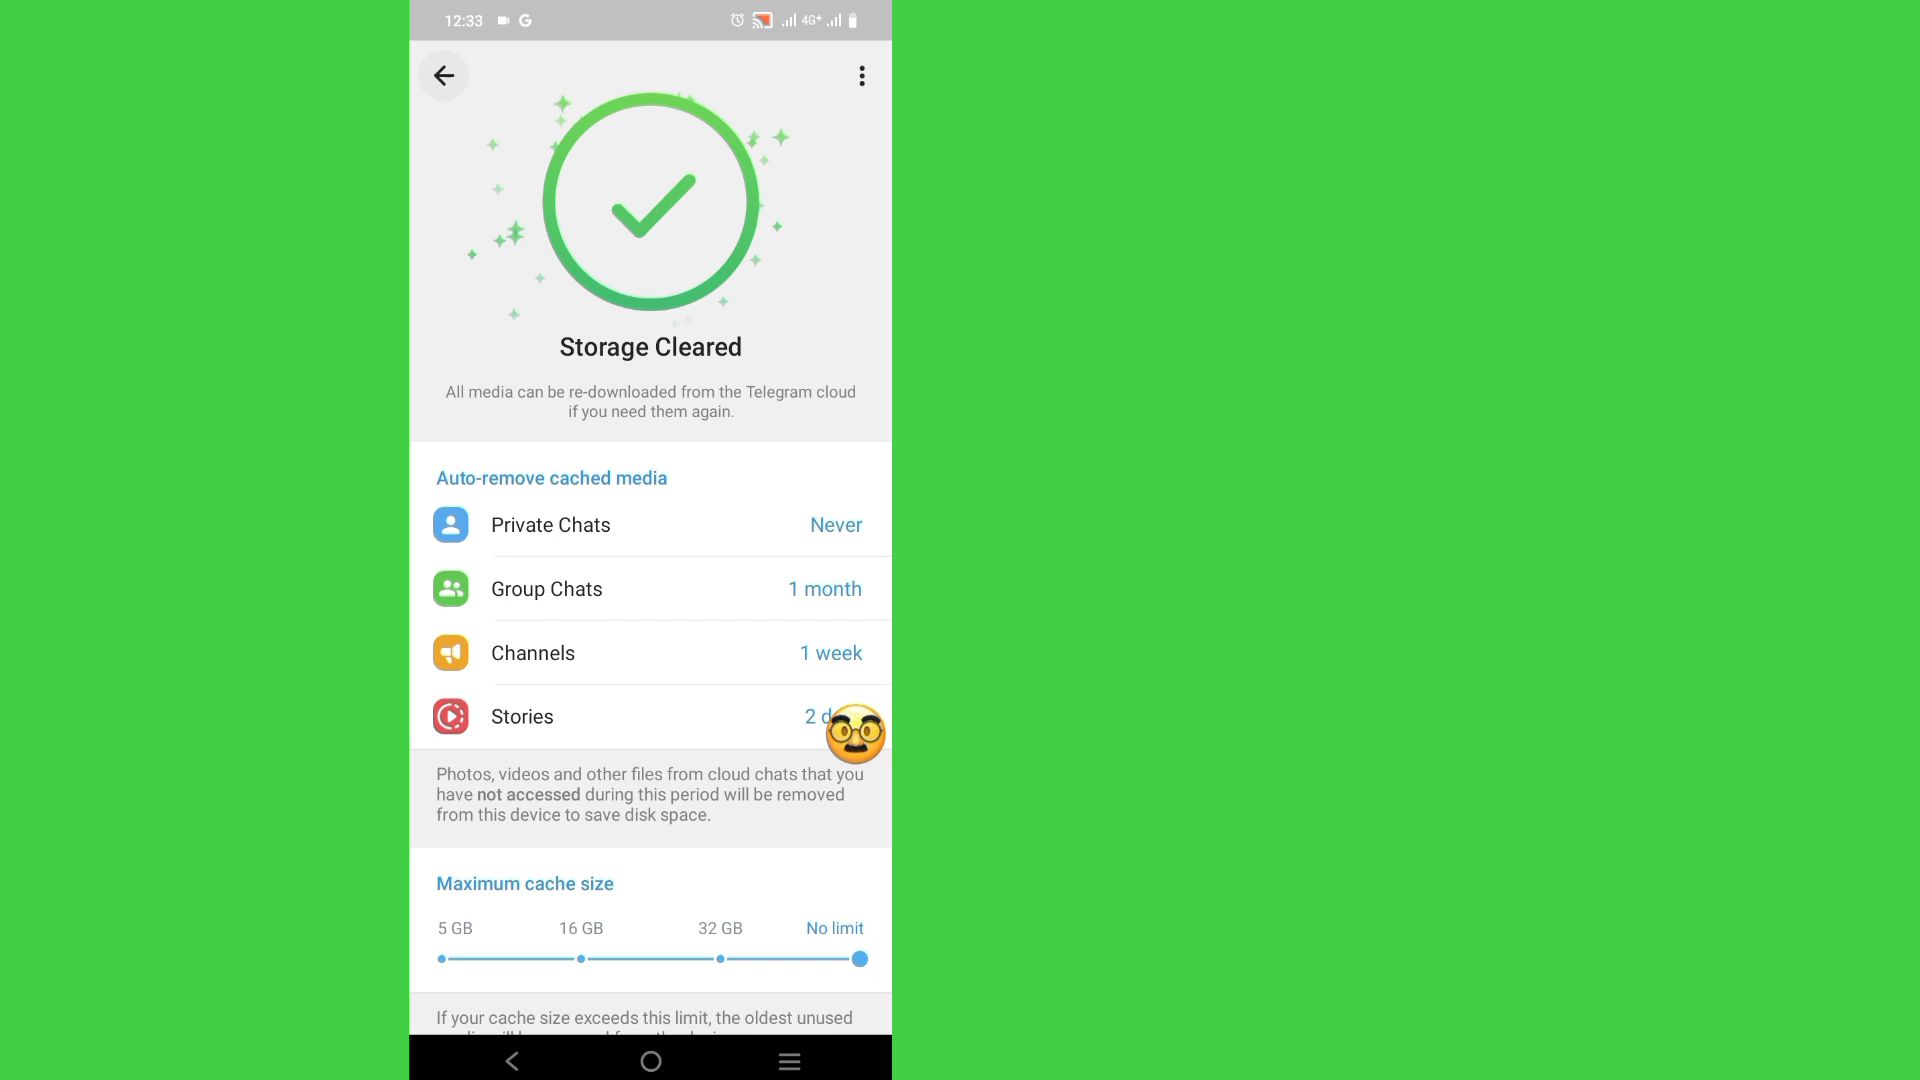 12:33
4G+
Storage Cleared
All media can be re-downloaded from the Telegram cloud
if you need them again.
Auto-remove cached media
Private Chats Never
Group Chats 1 month
Channels 1 week
Stories 2
Photos, videos and other files from cloud chats that you
have not accessed during this period will be removed
from this device to save disk space.
Maximum cache size
5 GB 16 GB 32 GB No limit
If your cache size exceeds this limit, the oldest unused